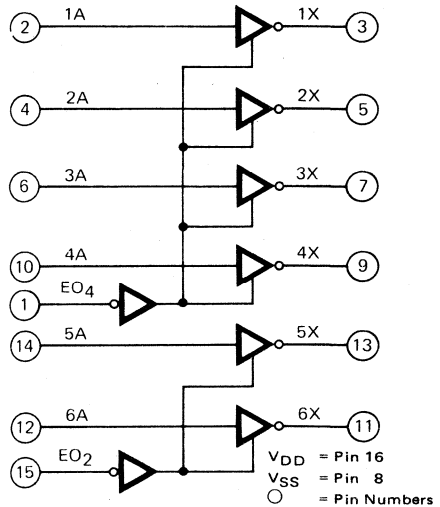 2 1A 1X 3
4 2A 2X 5
6 3A 3X 7
10 4A 4X 9
1 EO4
14 5A 5X 13
12 6A 6X 11
15 EO2
VDD = Pin 16
VSS = Pin 8
= Pin Numbers